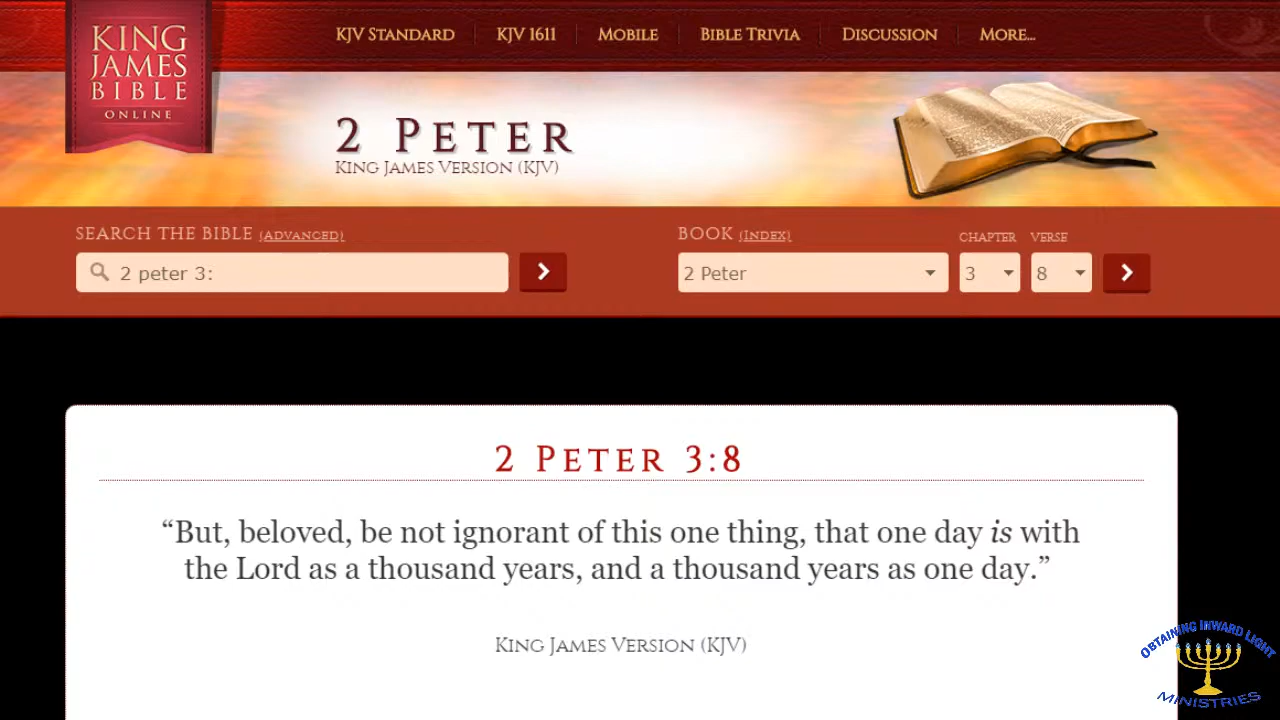 KING
JAMES
BIBLE
ONLINE
KJV STANDARD
KJV 1611
MOBILE
BIBLE TRIVIA
DISCUSSION
MORE...
2 PETER
KING JAMES VERSION (KJV)
SEARCH THE BIBLE (ADVANCED)
BOOK (INDEX)
CHAPTER
VERSE
2 peter 3:
2 Peter
3
8
2 PETER 3:8
“But, beloved, be not ignorant of this one thing, that one day is with
the Lord as a thousand years, and a thousand years as one day.”
KING JAMES VERSION (KJV)
OBTAINING INWARD LIGHT
MINISTRIES